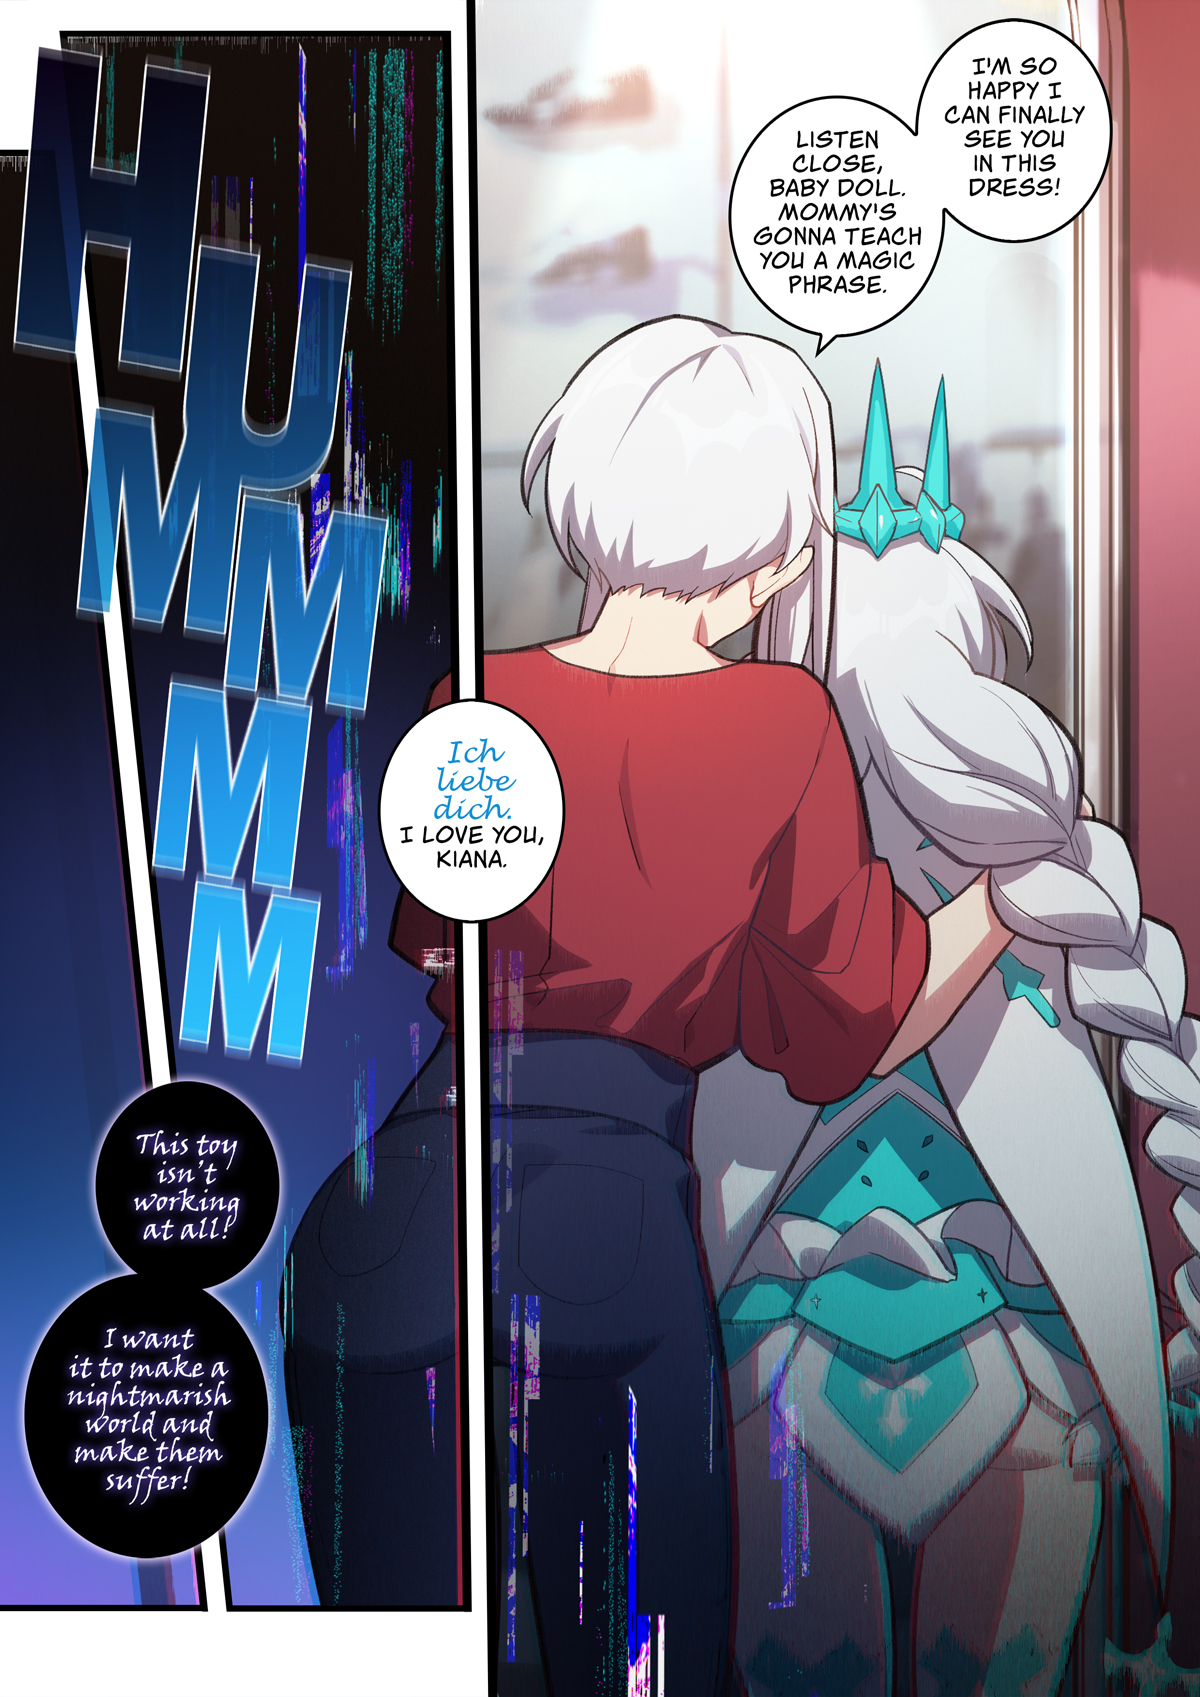 I'M SO
HAPPY I
CAN FINALLY
SEE YOU
IN THIS
DRESS!
LISTEN
CLOSE,
BABY DOLL.
MOMMY'S
GONNA TEACH
YOU A MAGIC
PHRASE.
Ich
liebe
dich.
I LOVE YOU,
KIANA.
HUMMMM
This toy
isn't
working
at all!
I want
it to make a
nightmarish
world and
make them
suffer!